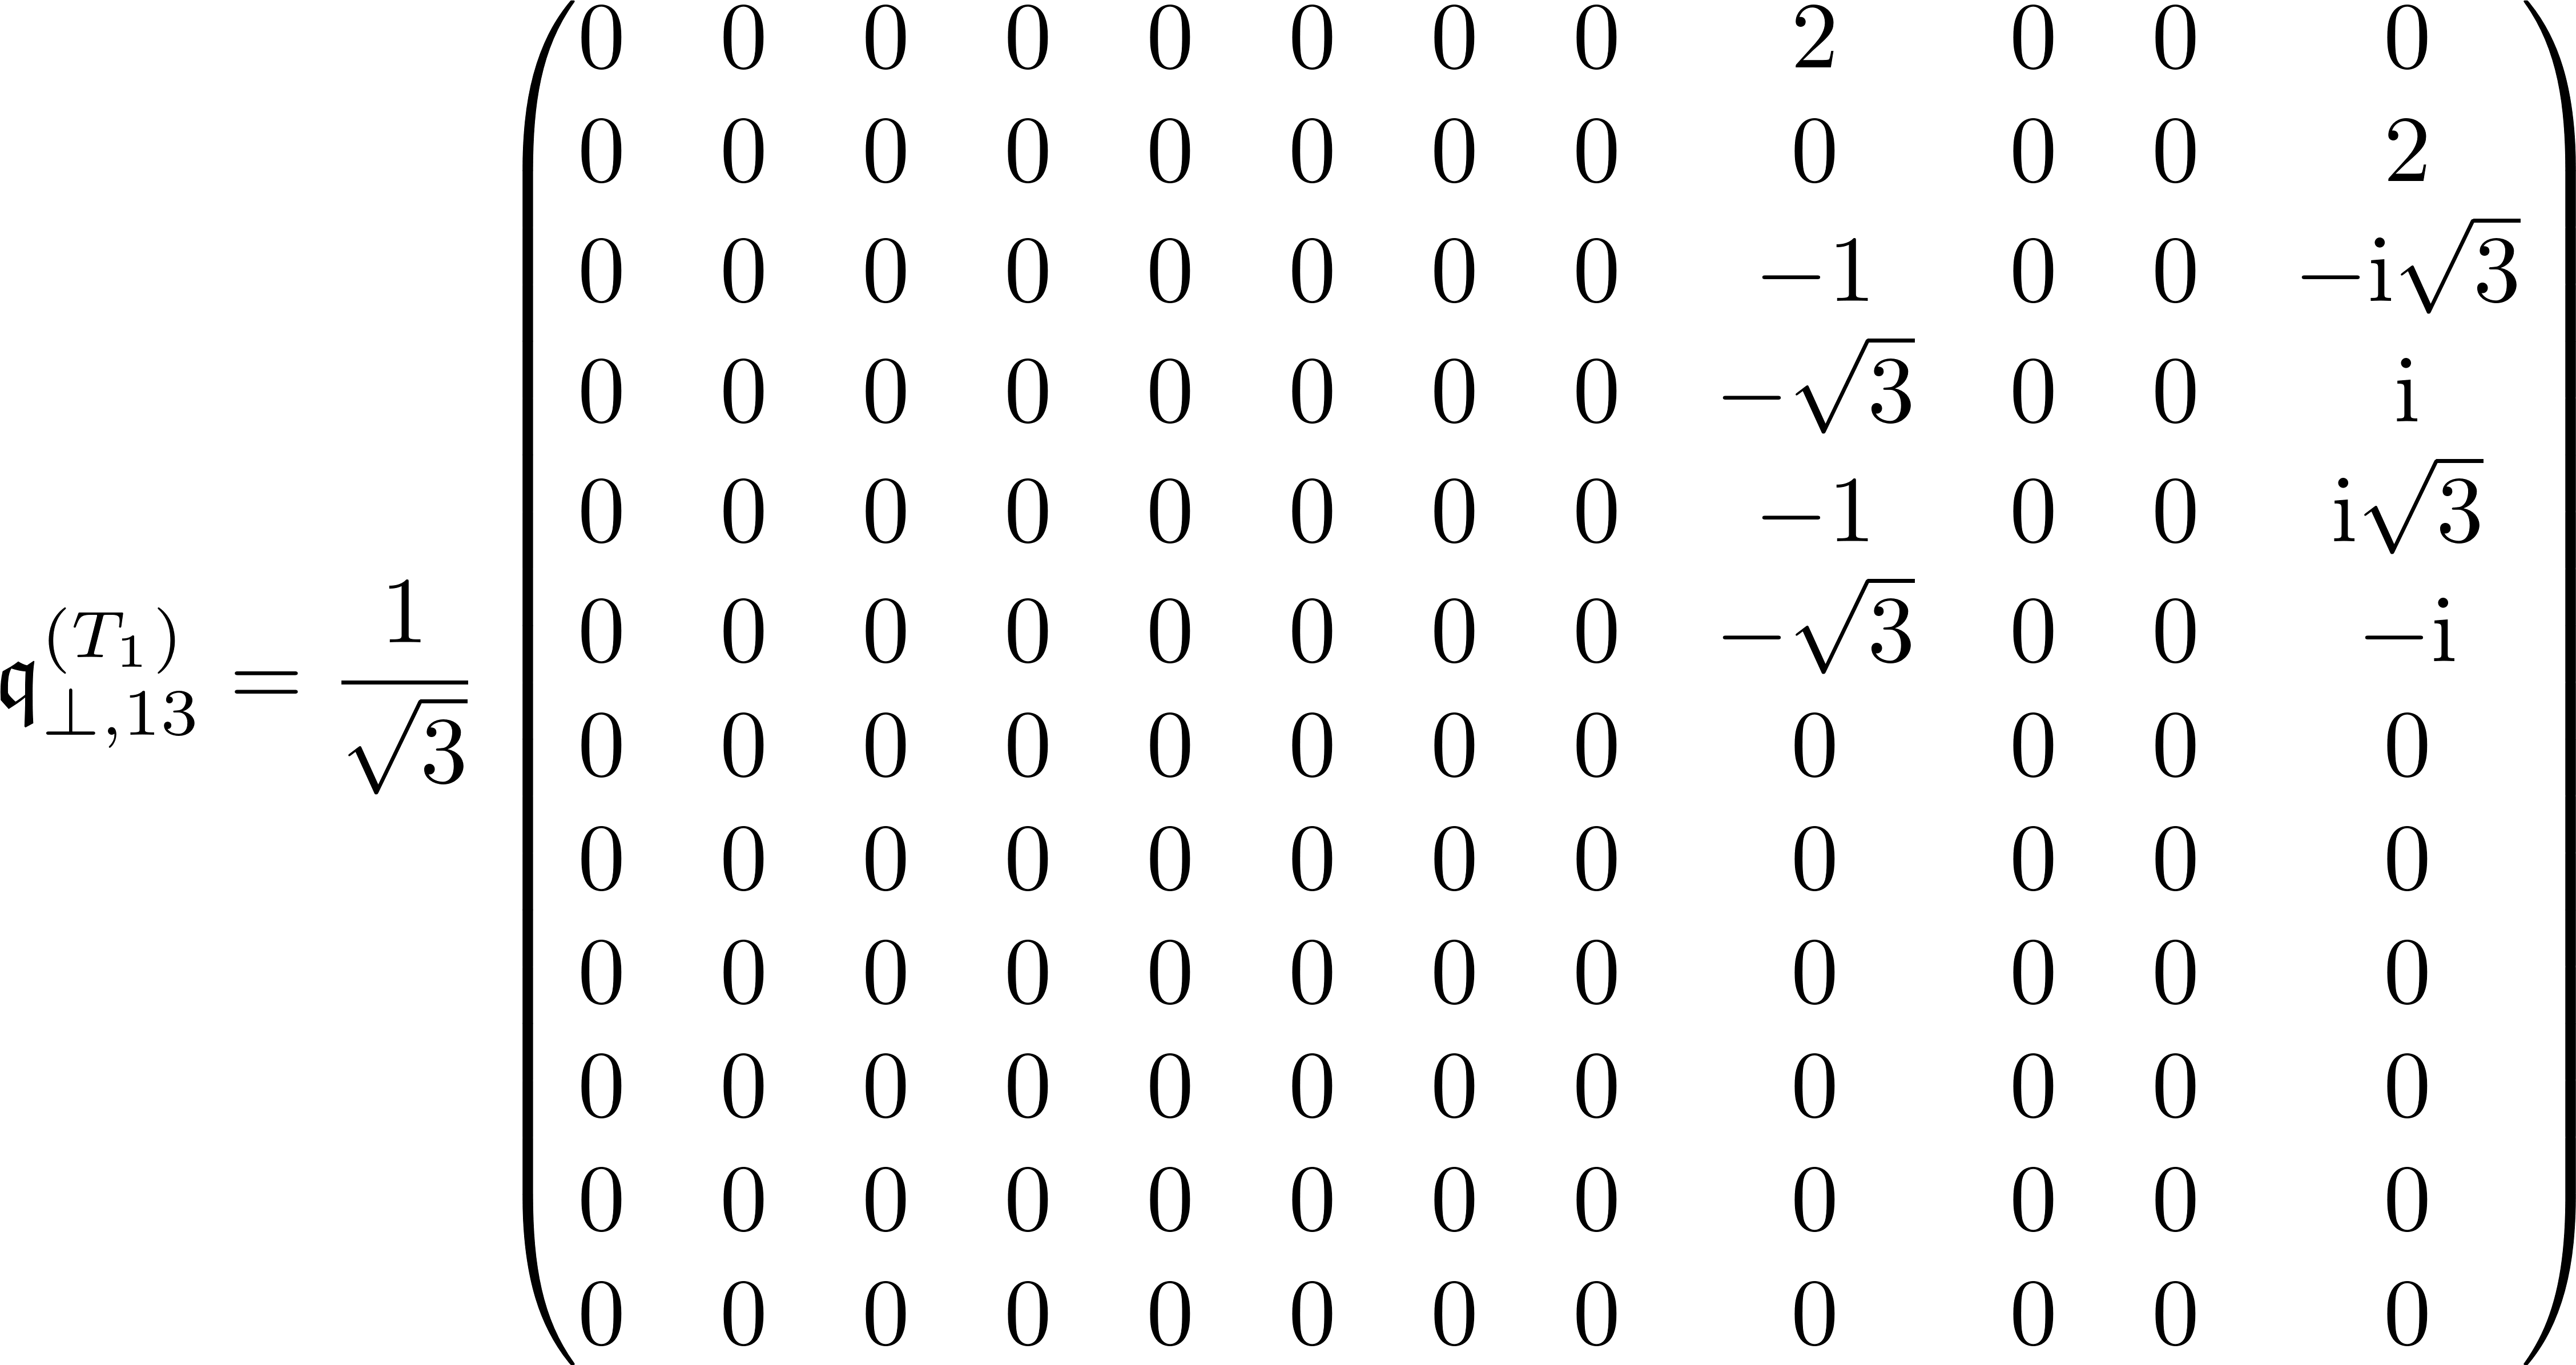 $\mathfrak{q}_{\perp,13}^{(T_1)} = \frac{1}{\sqrt{3}} \begin{pmatrix}
0 & 0 & 0 & 0 & 0 & 0 & 0 & 0 & 2 & 0 & 0 & 0 \\
0 & 0 & 0 & 0 & 0 & 0 & 0 & 0 & 0 & 0 & 0 & 2 \\
0 & 0 & 0 & 0 & 0 & 0 & 0 & 0 & -1 & 0 & 0 & -\mathrm{i}\sqrt{3} \\
0 & 0 & 0 & 0 & 0 & 0 & 0 & 0 & -\sqrt{3} & 0 & 0 & \mathrm{i} \\
0 & 0 & 0 & 0 & 0 & 0 & 0 & 0 & -1 & 0 & 0 & \mathrm{i}\sqrt{3} \\
0 & 0 & 0 & 0 & 0 & 0 & 0 & 0 & -\sqrt{3} & 0 & 0 & -\mathrm{i} \\
0 & 0 & 0 & 0 & 0 & 0 & 0 & 0 & 0 & 0 & 0 & 0 \\
0 & 0 & 0 & 0 & 0 & 0 & 0 & 0 & 0 & 0 & 0 & 0 \\
0 & 0 & 0 & 0 & 0 & 0 & 0 & 0 & 0 & 0 & 0 & 0 \\
0 & 0 & 0 & 0 & 0 & 0 & 0 & 0 & 0 & 0 & 0 & 0 \\
0 & 0 & 0 & 0 & 0 & 0 & 0 & 0 & 0 & 0 & 0 & 0 \\
0 & 0 & 0 & 0 & 0 & 0 & 0 & 0 & 0 & 0 & 0 & 0
\end{pmatrix}$